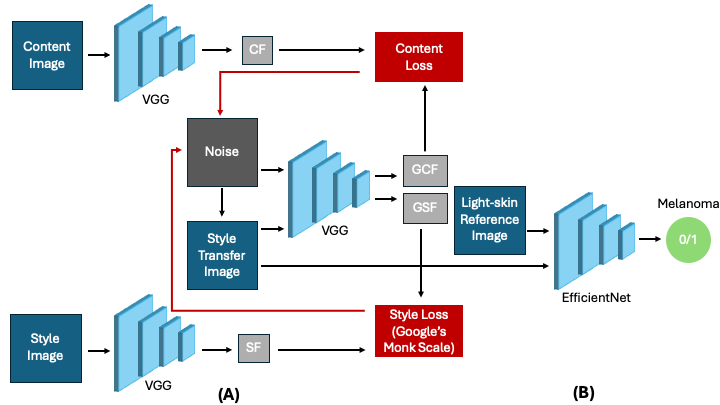 Content
Image
VGG
CF
Content
Loss
Noise
GCF
GSF
VGG
Style
Transfer
Image
Light-skin
Reference
Image
EfficientNet
Melanoma
0/1
Style
Image
VGG
SF
Style Loss
(Google's
Monk Scale)
(A)
(B)